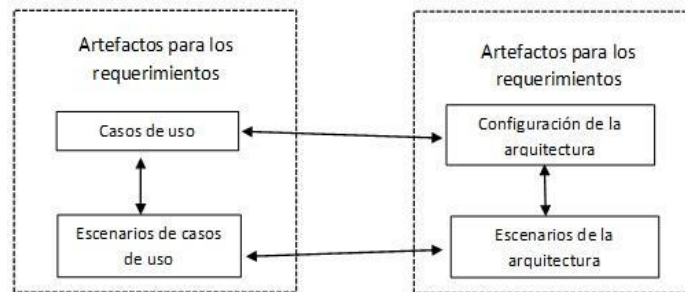 Artefactos para los
requerimientos
Casos de uso
Escenarios de casos
de uso
Artefactos para los
requerimientos
Configuración de la
arquitectura
Escenarios de la
arquitectura